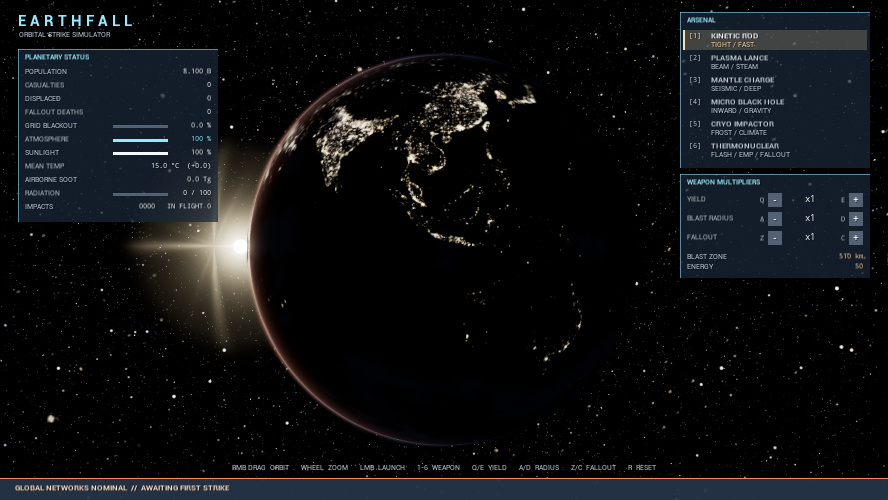 EARTHFALL
ORBITAL STRIKE SIMULATOR
PLANETARY STATUS
POPULATION 8.100 B
CASUALTIES 0
DISPLACED 0
FALLOUT DEATHS 0
GRID BLACKOUT 0.0 %
ATMOSPHERE 100 %
SUNLIGHT 100 %
MEAN TEMP 15.0 °C (+0.0)
AIRBORNE SOOT 0.0 Tg
RADIATION 0 / 100
IMPACTS 0000 IN FLIGHT 0
ARSENAL
[1] KINETIC ROD
TIGHT / FAST
[2] PLASMA LANCE
BEAM / STEAM
[3] MANTLE CHARGE
SEISMIC / DEEP
[4] MICRO BLACK HOLE
INWARD / GRAVITY
[5] CRYO IMPACTOR
FROST / CLIMATE
[6] THERMONUCLEAR
FLASH / EMP / FALLOUT
WEAPON MULTIPLIERS
YIELD Q - x1 E +
BLAST RADIUS A - x1 D +
FALLOUT Z - x1 C +
BLAST ZONE 510 km
ENERGY 50
RMB DRAG ORBIT WHEEL ZOOM LMB LAUNCH 1-6 WEAPON Q/E YIELD A/D RADIUS Z/C FALLOUT R RESET
GLOBAL NETWORKS NOMINAL // AWAITING FIRST STRIKE